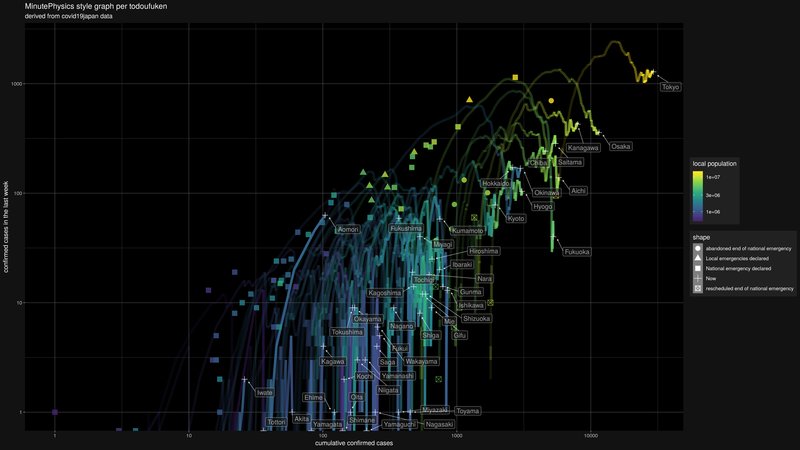 MinutePhysics style graph per todoufuken
derived from covid19japan data
confirmed cases in the last week
1000
100
10
1
1
10
100
1000
10000
cumulative confirmed cases
Tokyo
Osaka
Kanagawa
Chiba
Saitama
Hokkaido
Aichi
Okinawa
Hyogo
Kyoto
Fukuoka
Aomori
Fukushima
Kumamoto
Miyagi
Hiroshima
Ibaraki
Tochigi
Nara
Kagoshima
Gunma
Ishikawa
Okayama
Mie
Shizuoka
Tokushima
Nagano
Shiga
Gifu
Fukui
Kagawa
Saga
Wakayama
Kochi
Yamanashi
Iwate
Niigata
Ehime
Oita
Miyazaki
Toyama
Tottori
Akita
Yamagata
Shimane
Yamaguchi
Nagasaki
local population
1e+07
3e+06
1e+06
shape
abandoned end of national emergency
Local emergencies declared
National emergency declared
Now
rescheduled end of national emergency